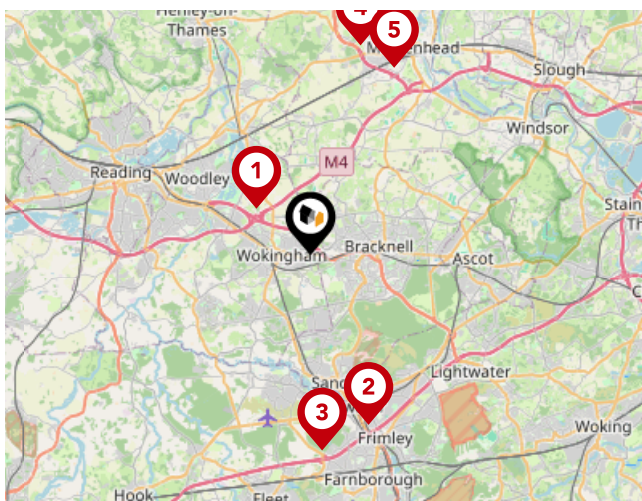 Henley-on-
Thames
4
5
Slough
Windsor
1
M4
Reading
Woodley
Wokingham
Bracknell
Ascot
Lightwater
2
3
Frimley
Woking
Farnborough
Hook
Fleet